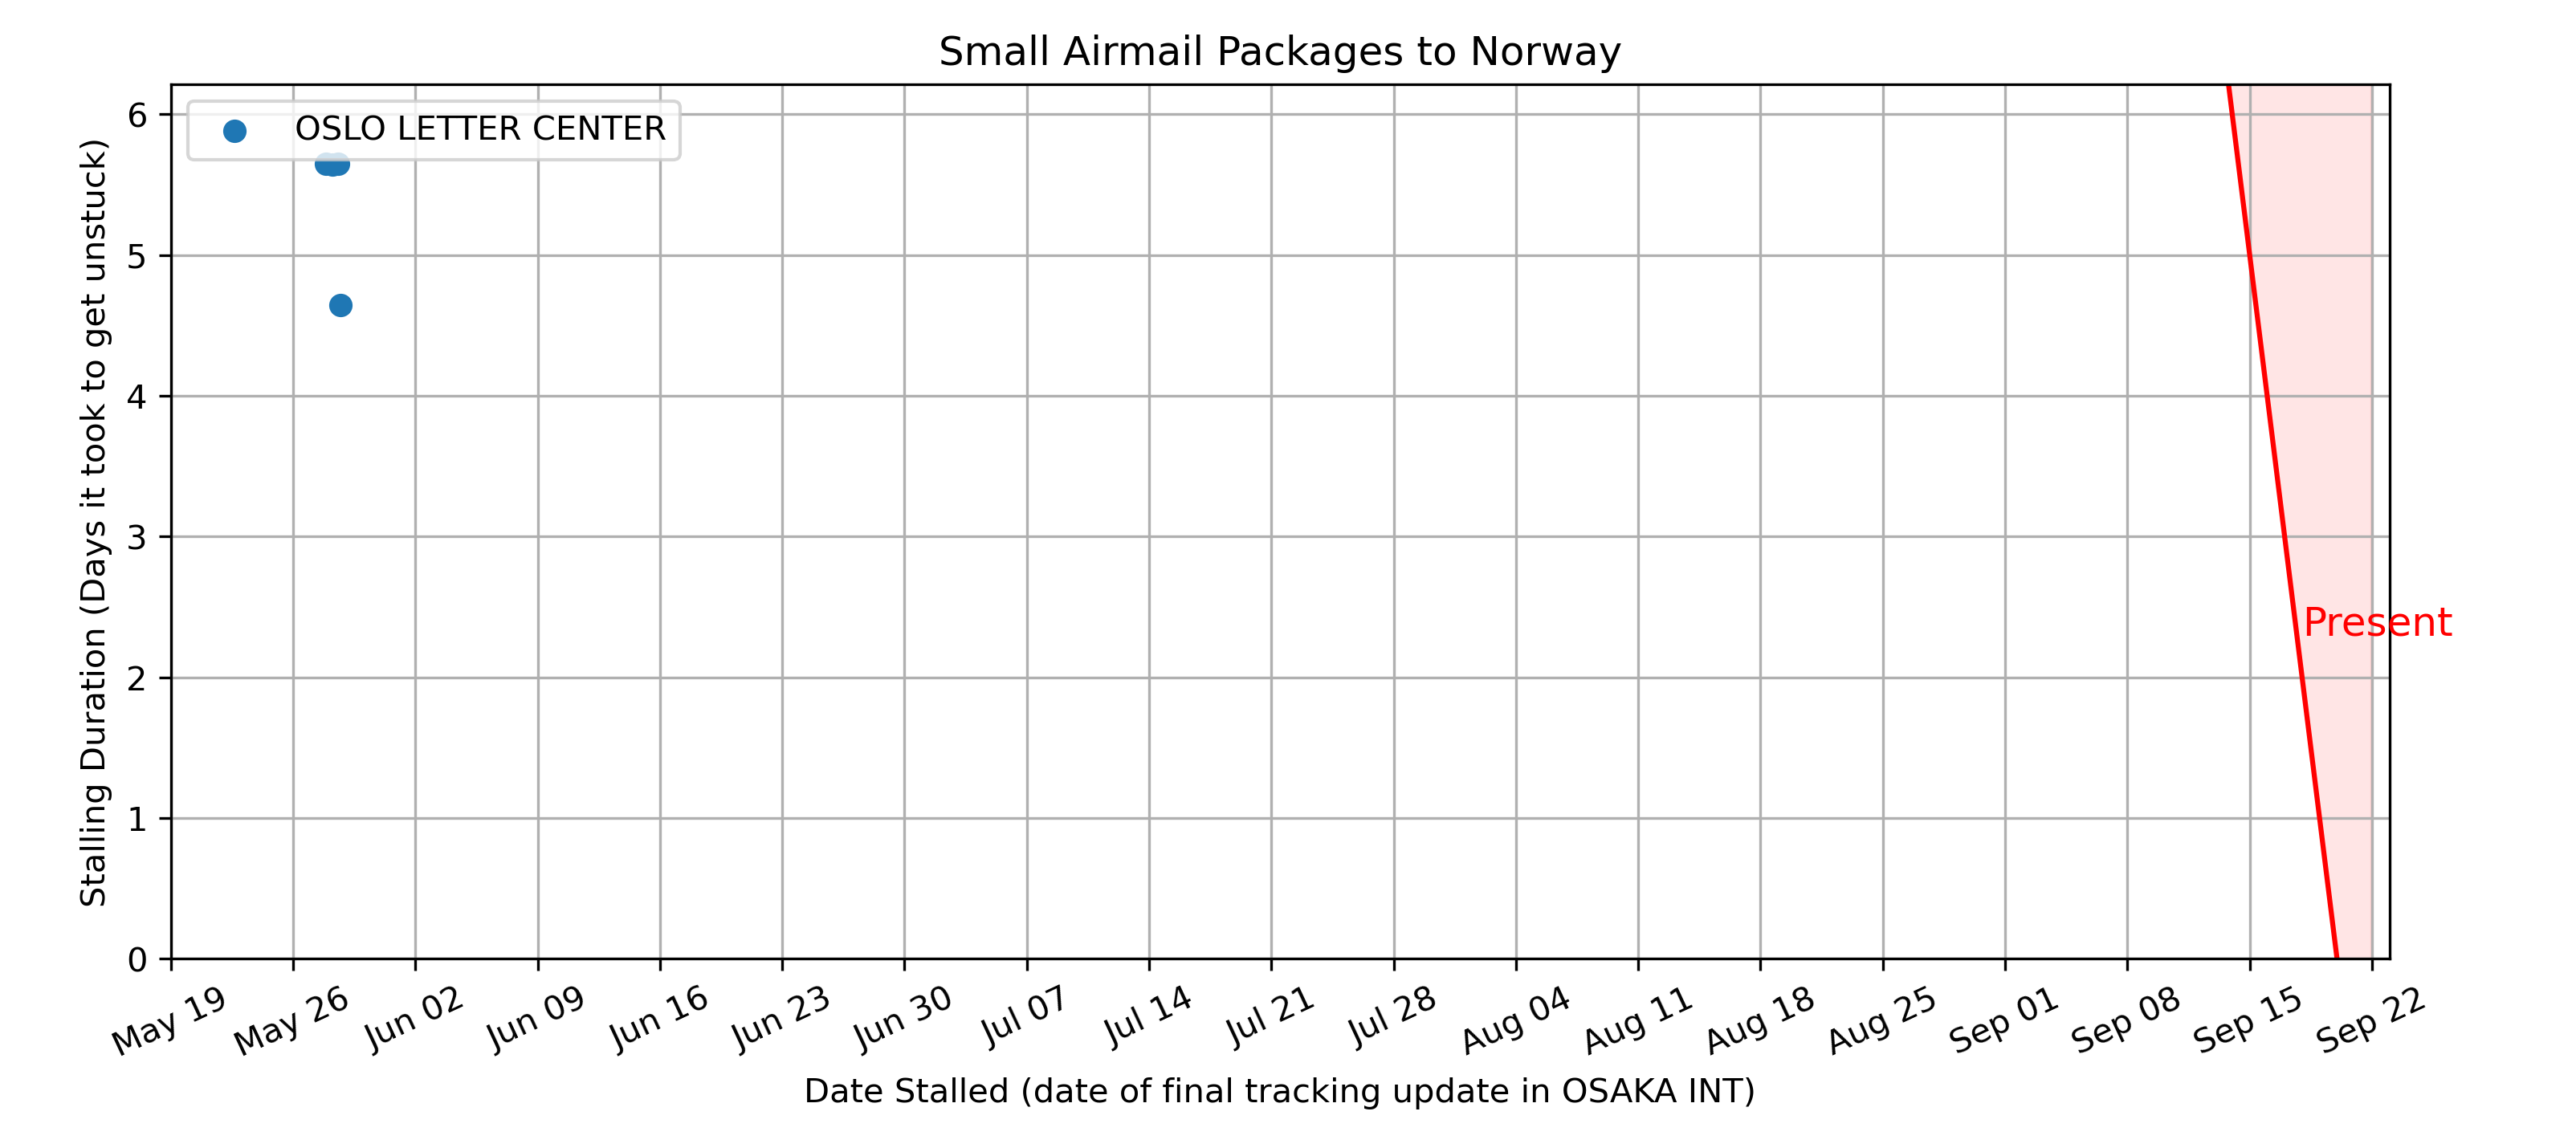 Small Airmail Packages to Norway
OSLO LETTER CENTER
Stalling Duration (Days it took to get unstuck)
6
5
4
3
2
1
0
Present
May 19
May 26
Jun 02
Jun 09
Jun 16
Jun 23
Jun 30
Jul 07
Jul 14
Jul 21
Jul 28
Aug 04
Aug 11
Aug 18
Aug 25
Sep 01
Sep 08
Sep 15
Sep 22
Date Stalled (date of final tracking update in OSAKA INT)